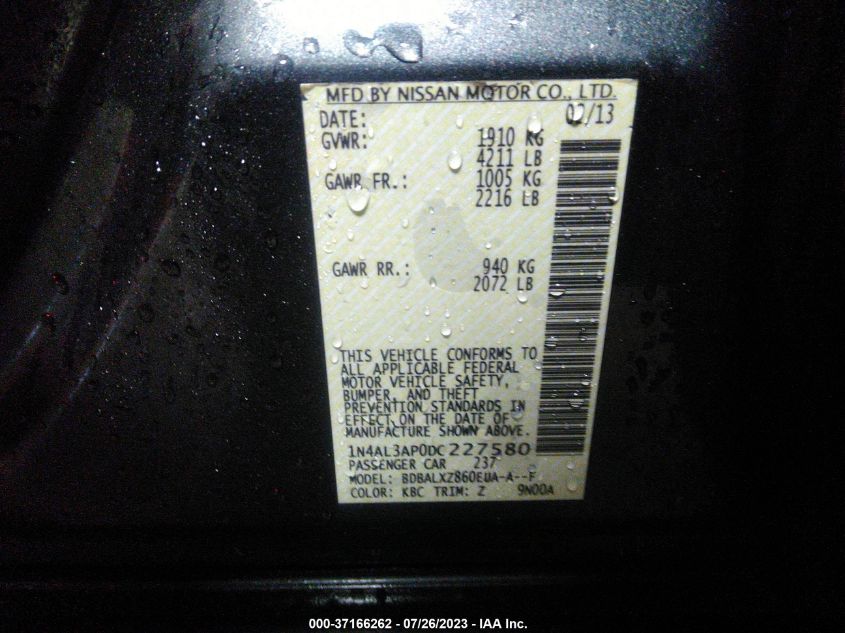 MFD BY NISSAN MOTOR CO., LTD.
DATE: 02/13
GVWR: 1910 KG
4211 LB
GAWR FR.: 1005 KG
2216 LB
GAWR RR.: 940 KG
2072 LB
THIS VEHICLE CONFORMS TO
ALL APPLICABLE FEDERAL
MOTOR VEHICLE SAFETY,
BUMPER, AND THEFT
PREVENTION STANDARDS IN
EFFECT ON THE DATE OF
MANUFACTURE SHOWN ABOVE.
1N4AL3AP0DC227580
PASSENGER CAR 237
MODEL: BDBALXZ860EUA-A--F
COLOR: KBC TRIM: Z 9N00A
000-37166262 - 07/26/2023 - IAA Inc.